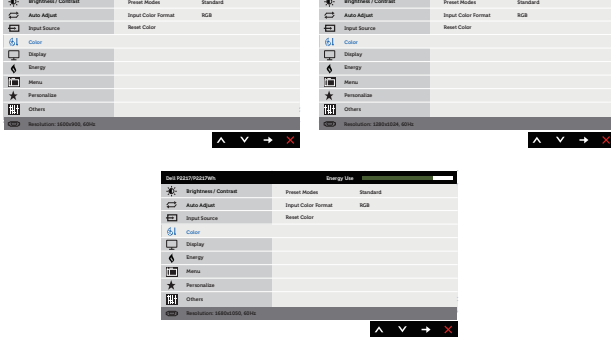 Brightness / Contrast Preset Modes Standard
Auto Adjust Input Color Format RGB
Input Source Reset Color
Color
Display
Energy
Menu
Personalize
Others
Resolution: 1600x900, 60Hz
Brightness / Contrast Preset Modes Standard
Auto Adjust Input Color Format RGB
Input Source Reset Color
Color
Display
Energy
Menu
Personalize
Others
Resolution: 1280x1024, 60Hz
Dell P2217/P2217Wh Energy Use
Brightness / Contrast Preset Modes Standard
Auto Adjust Input Color Format RGB
Input Source Reset Color
Color
Display
Energy
Menu
Personalize
Others
Resolution: 1680x1050, 60Hz